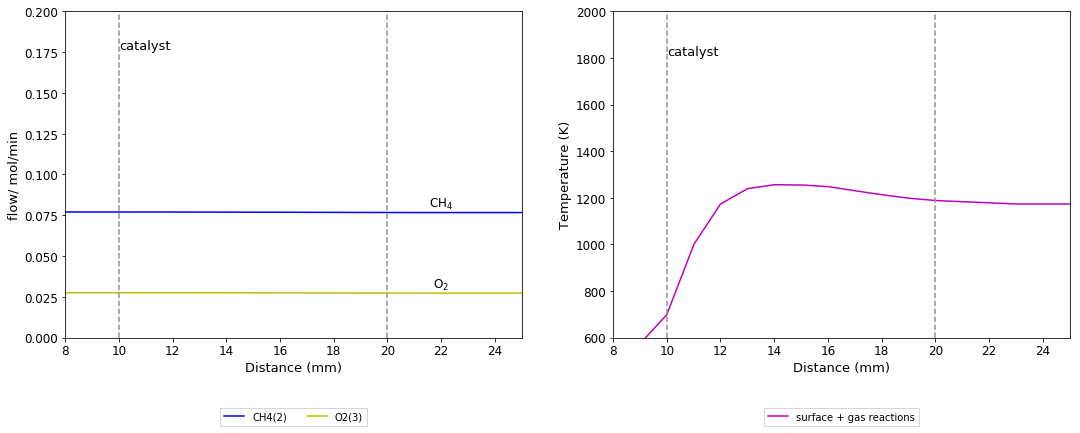 0.200
0.175
0.150
0.125
0.100
0.075
0.050
0.025
0.000
flow/ mol/min
catalyst
CH₄
O₂
8 10 12 14 16 18 20 22 24
Distance (mm)
CH4(2) O2(3)
2000
1800
1600
1400
1200
1000
800
600
Temperature (K)
catalyst
8 10 12 14 16 18 20 22 24
Distance (mm)
surface + gas reactions